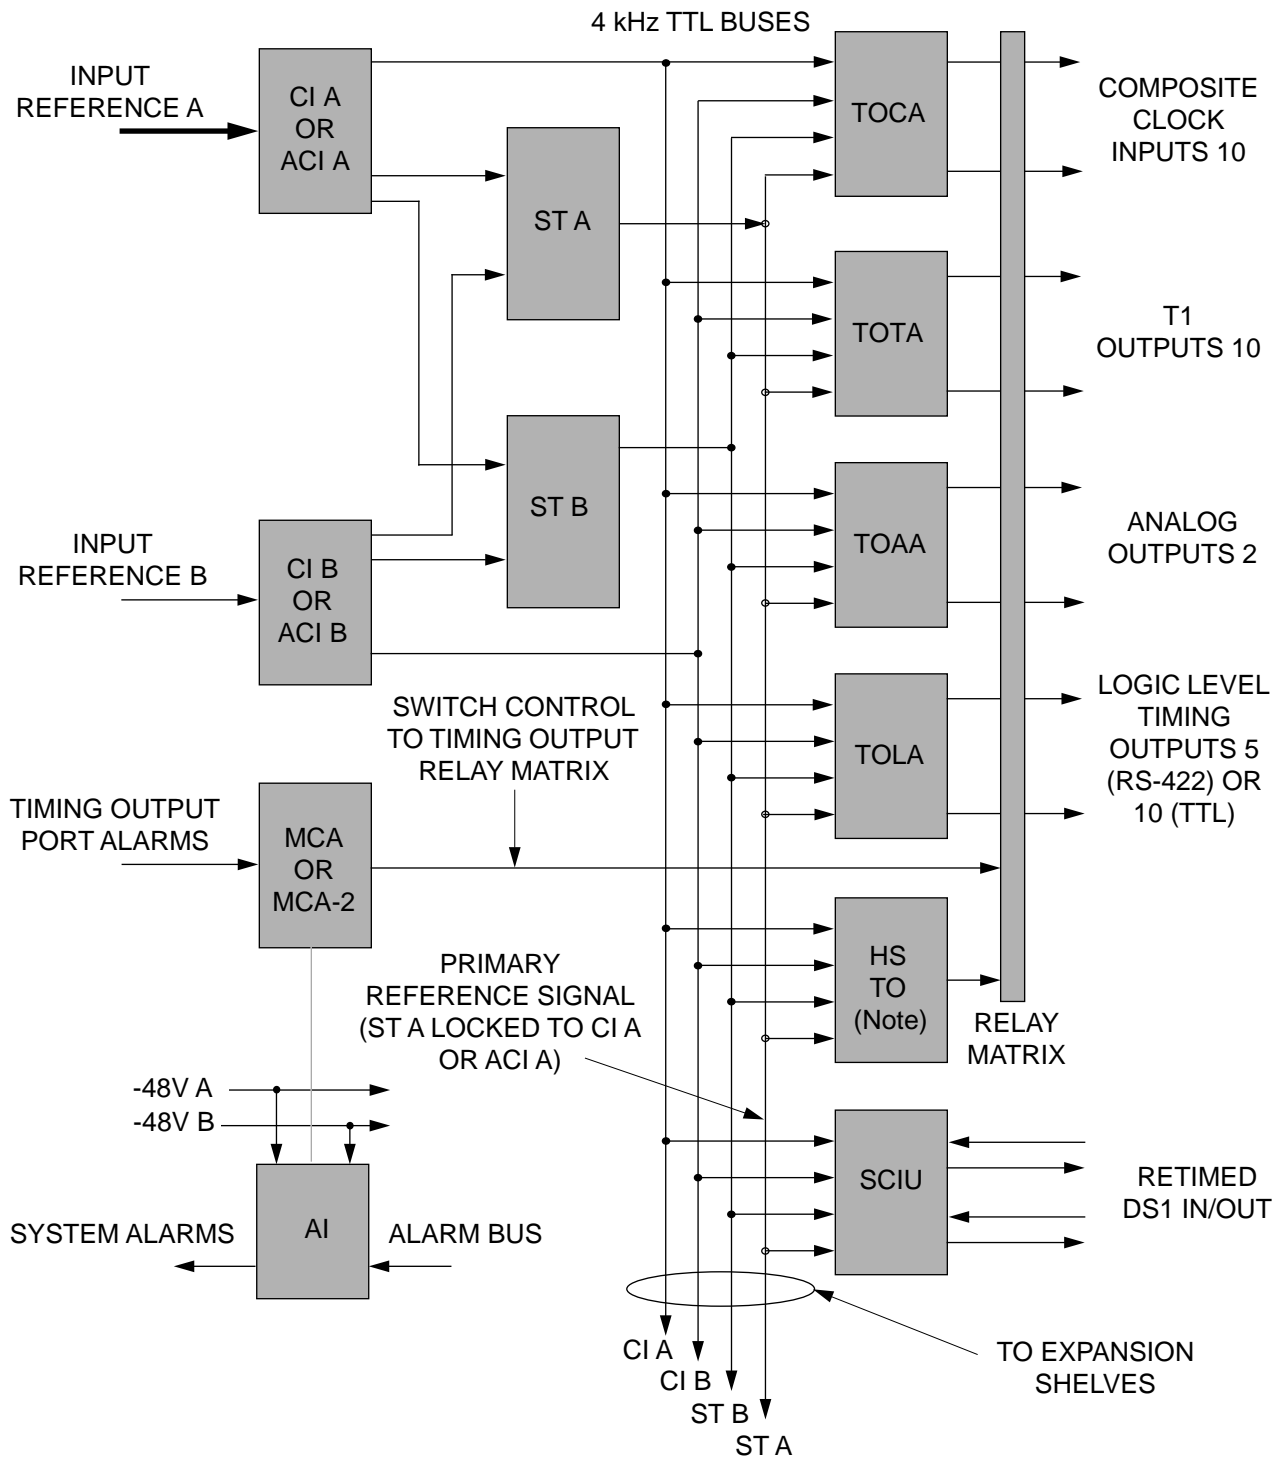 4 kHz TTL BUSES
INPUT
REFERENCE A
CI A
OR
ACI A
ST A
TOCA
COMPOSITE
CLOCK
INPUTS 10
TOTA
T1
OUTPUTS 10
INPUT
REFERENCE B
CI B
OR
ACI B
ST B
TOAA
ANALOG
OUTPUTS 2
SWITCH CONTROL
TO TIMING OUTPUT
RELAY MATRIX
TOLA
LOGIC LEVEL
TIMING
OUTPUTS 5
(RS-422) OR
10 (TTL)
TIMING OUTPUT
PORT ALARMS
MCA
OR
MCA-2
PRIMARY
REFERENCE SIGNAL
(ST A LOCKED TO CI A
OR ACI A)
HS
TO
(Note)
RELAY
MATRIX
-48V A
-48V B
AI
SYSTEM ALARMS
ALARM BUS
SCIU
RETIMED
DS1 IN/OUT
CI A
CI B
ST B
ST A
TO EXPANSION
SHELVES